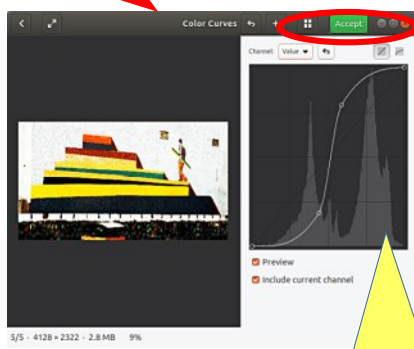 Color Curves
Accept
Channel: Value
Preview
Include current channel
5/5 · 4128 × 2322 · 2.8 MB 9%